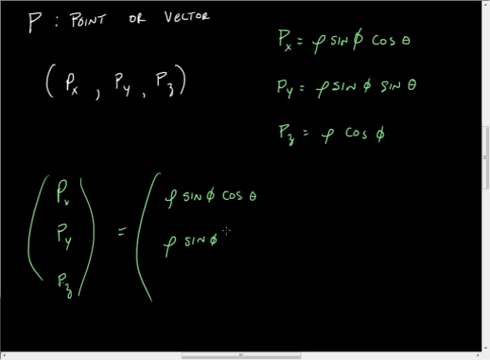 P : POINT OR VECTOR
(Px , Py , Pz)
Px = ρ sin φ cos θ
Py = ρ sin φ sin θ
Pz = ρ cos φ
Px
Py
Pz
=
ρ sin φ cos θ
ρ sin φ